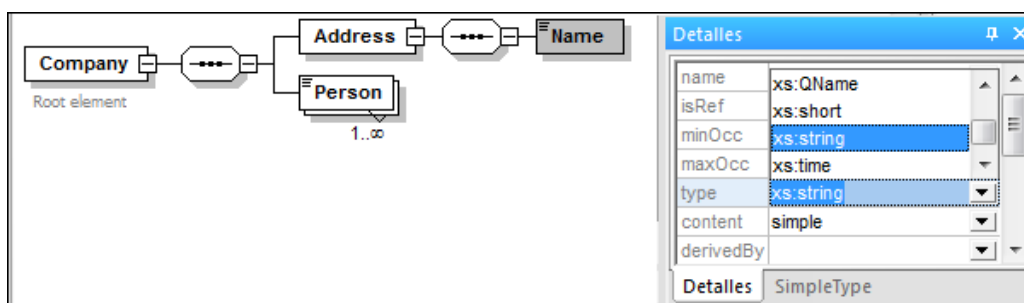 Company
Root element
Address
Name
Person
1..∞
Detalles
name
xs:QName
isRef
xs:short
minOcc
xs:string
maxOcc
xs:time
type
xs:string
content
simple
derivedBy
Detalles
SimpleType